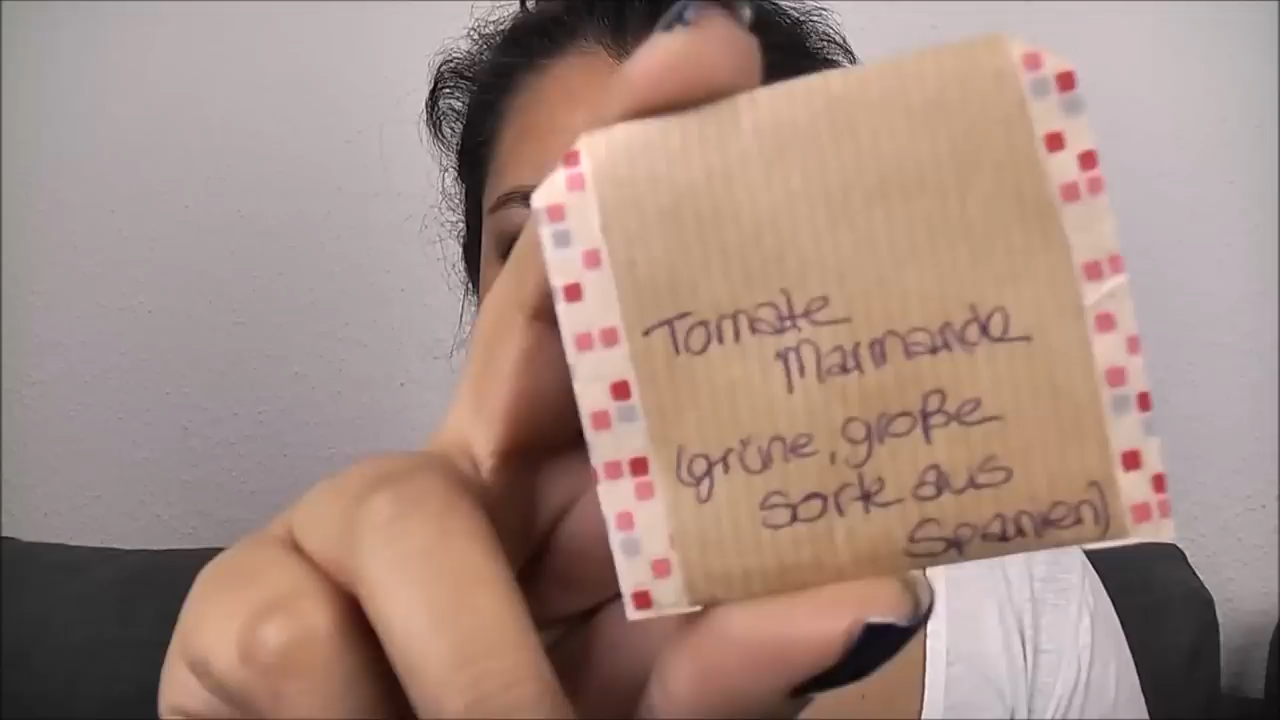 Tomate
Marmande
(grüne, große
Sorte aus
Spanien)